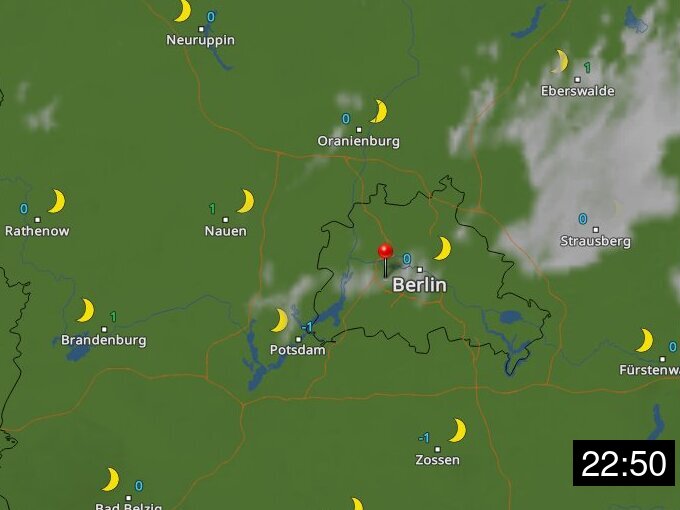 0
Neuruppin
1
Eberswalde
0
Oranienburg
0
Rathenow
1
Nauen
0
Strausberg
0
Berlin
1
Brandenburg
-1
Potsdam
0
Fürstenwa
-1
Zossen
22:50
0
Bad Belzig